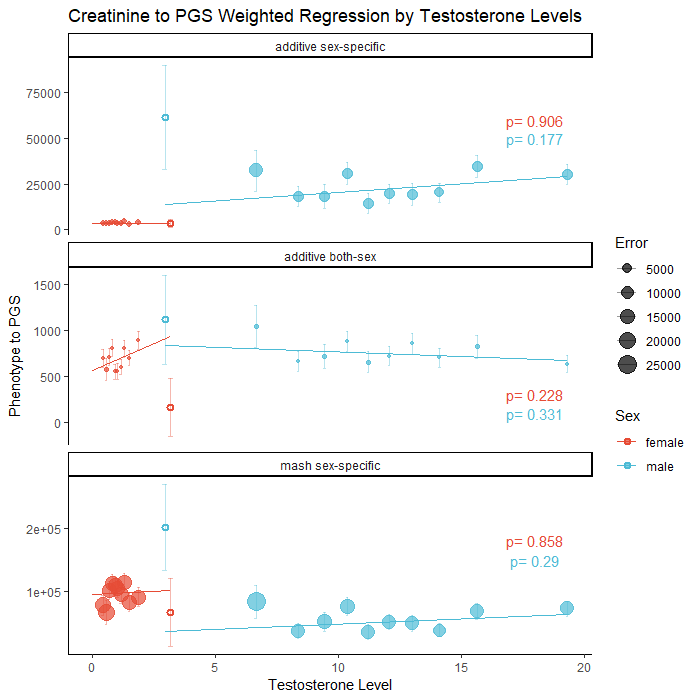 Creatinine to PGS Weighted Regression by Testosterone Levels
additive sex-specific
75000
50000
25000
0
p= 0.906
p= 0.177
additive both-sex
1500
1000
500
0
p= 0.228
p= 0.331
mash sex-specific
2e+05
1e+05
p= 0.858
p= 0.29
0
5
10
15
20
Testosterone Level
Phenotype to PGS
Error
5000
10000
15000
20000
25000
Sex
female
male